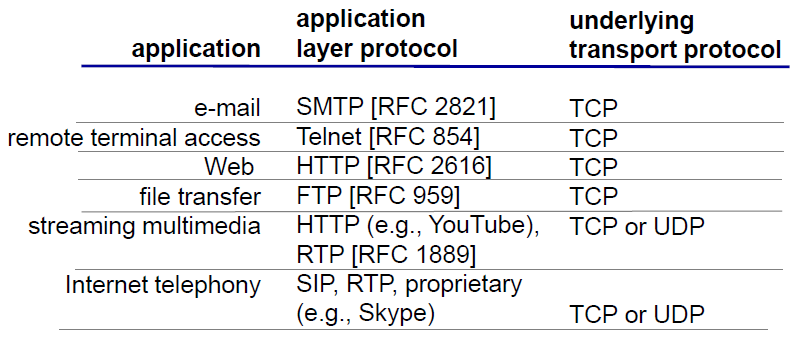 application application layer protocol underlying transport protocol
e-mail SMTP [RFC 2821] TCP
remote terminal access Telnet [RFC 854] TCP
Web HTTP [RFC 2616] TCP
file transfer FTP [RFC 959] TCP
streaming multimedia HTTP (e.g., YouTube), TCP or UDP
RTP [RFC 1889]
Internet telephony SIP, RTP, proprietary
(e.g., Skype) TCP or UDP